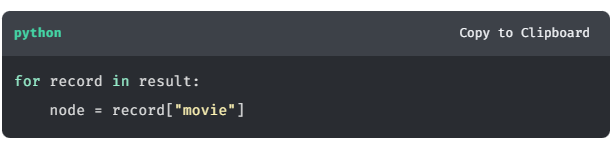 python
Copy to Clipboard
for record in result:
    node = record["movie"]